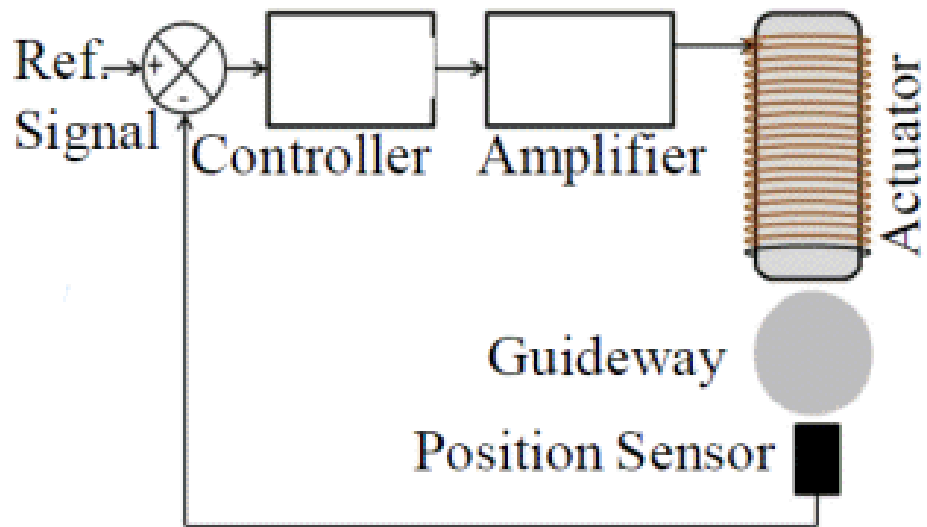 Ref.
Signal
+
-
Controller
Amplifier
Actuator
Guideway
Position Sensor